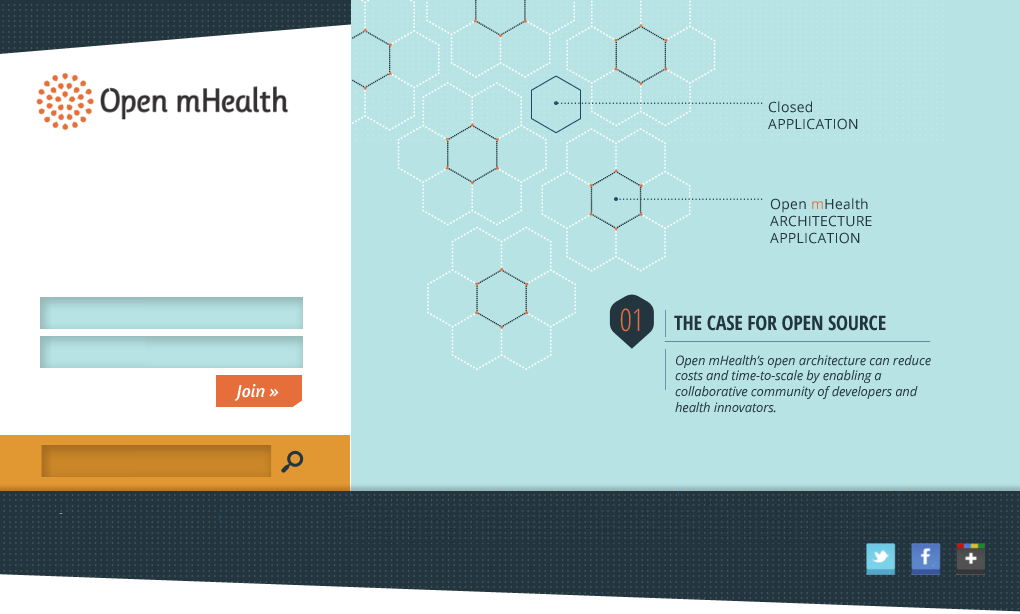 Open mHealth
Join »
Closed
APPLICATION
Open mHealth
ARCHITECTURE
APPLICATION
01
THE CASE FOR OPEN SOURCE
Open mHealth's open architecture can reduce
costs and time-to-scale by enabling a
collaborative community of developers and
health innovators.